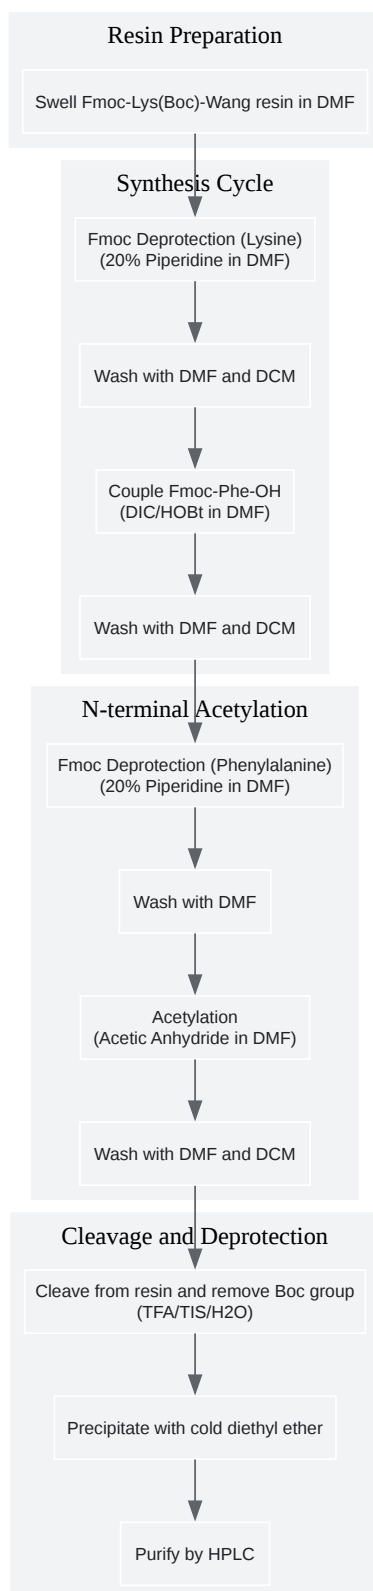 Resin Preparation
Swell Fmoc-Lys(Boc)-Wang resin in DMF
Synthesis Cycle
Fmoc Deprotection (Lysine)
(20% Piperidine in DMF)
Wash with DMF and DCM
Couple Fmoc-Phe-OH
(DIC/HOBt in DMF)
Wash with DMF and DCM
N-terminal Acetylation
Fmoc Deprotection (Phenylalanine)
(20% Piperidine in DMF)
Wash with DMF
Acetylation
(Acetic Anhydride in DMF)
Wash with DMF and DCM
Cleavage and Deprotection
Cleave from resin and remove Boc group
(TFA/TIS/H2O)
Precipitate with cold diethyl ether
Purify by HPLC